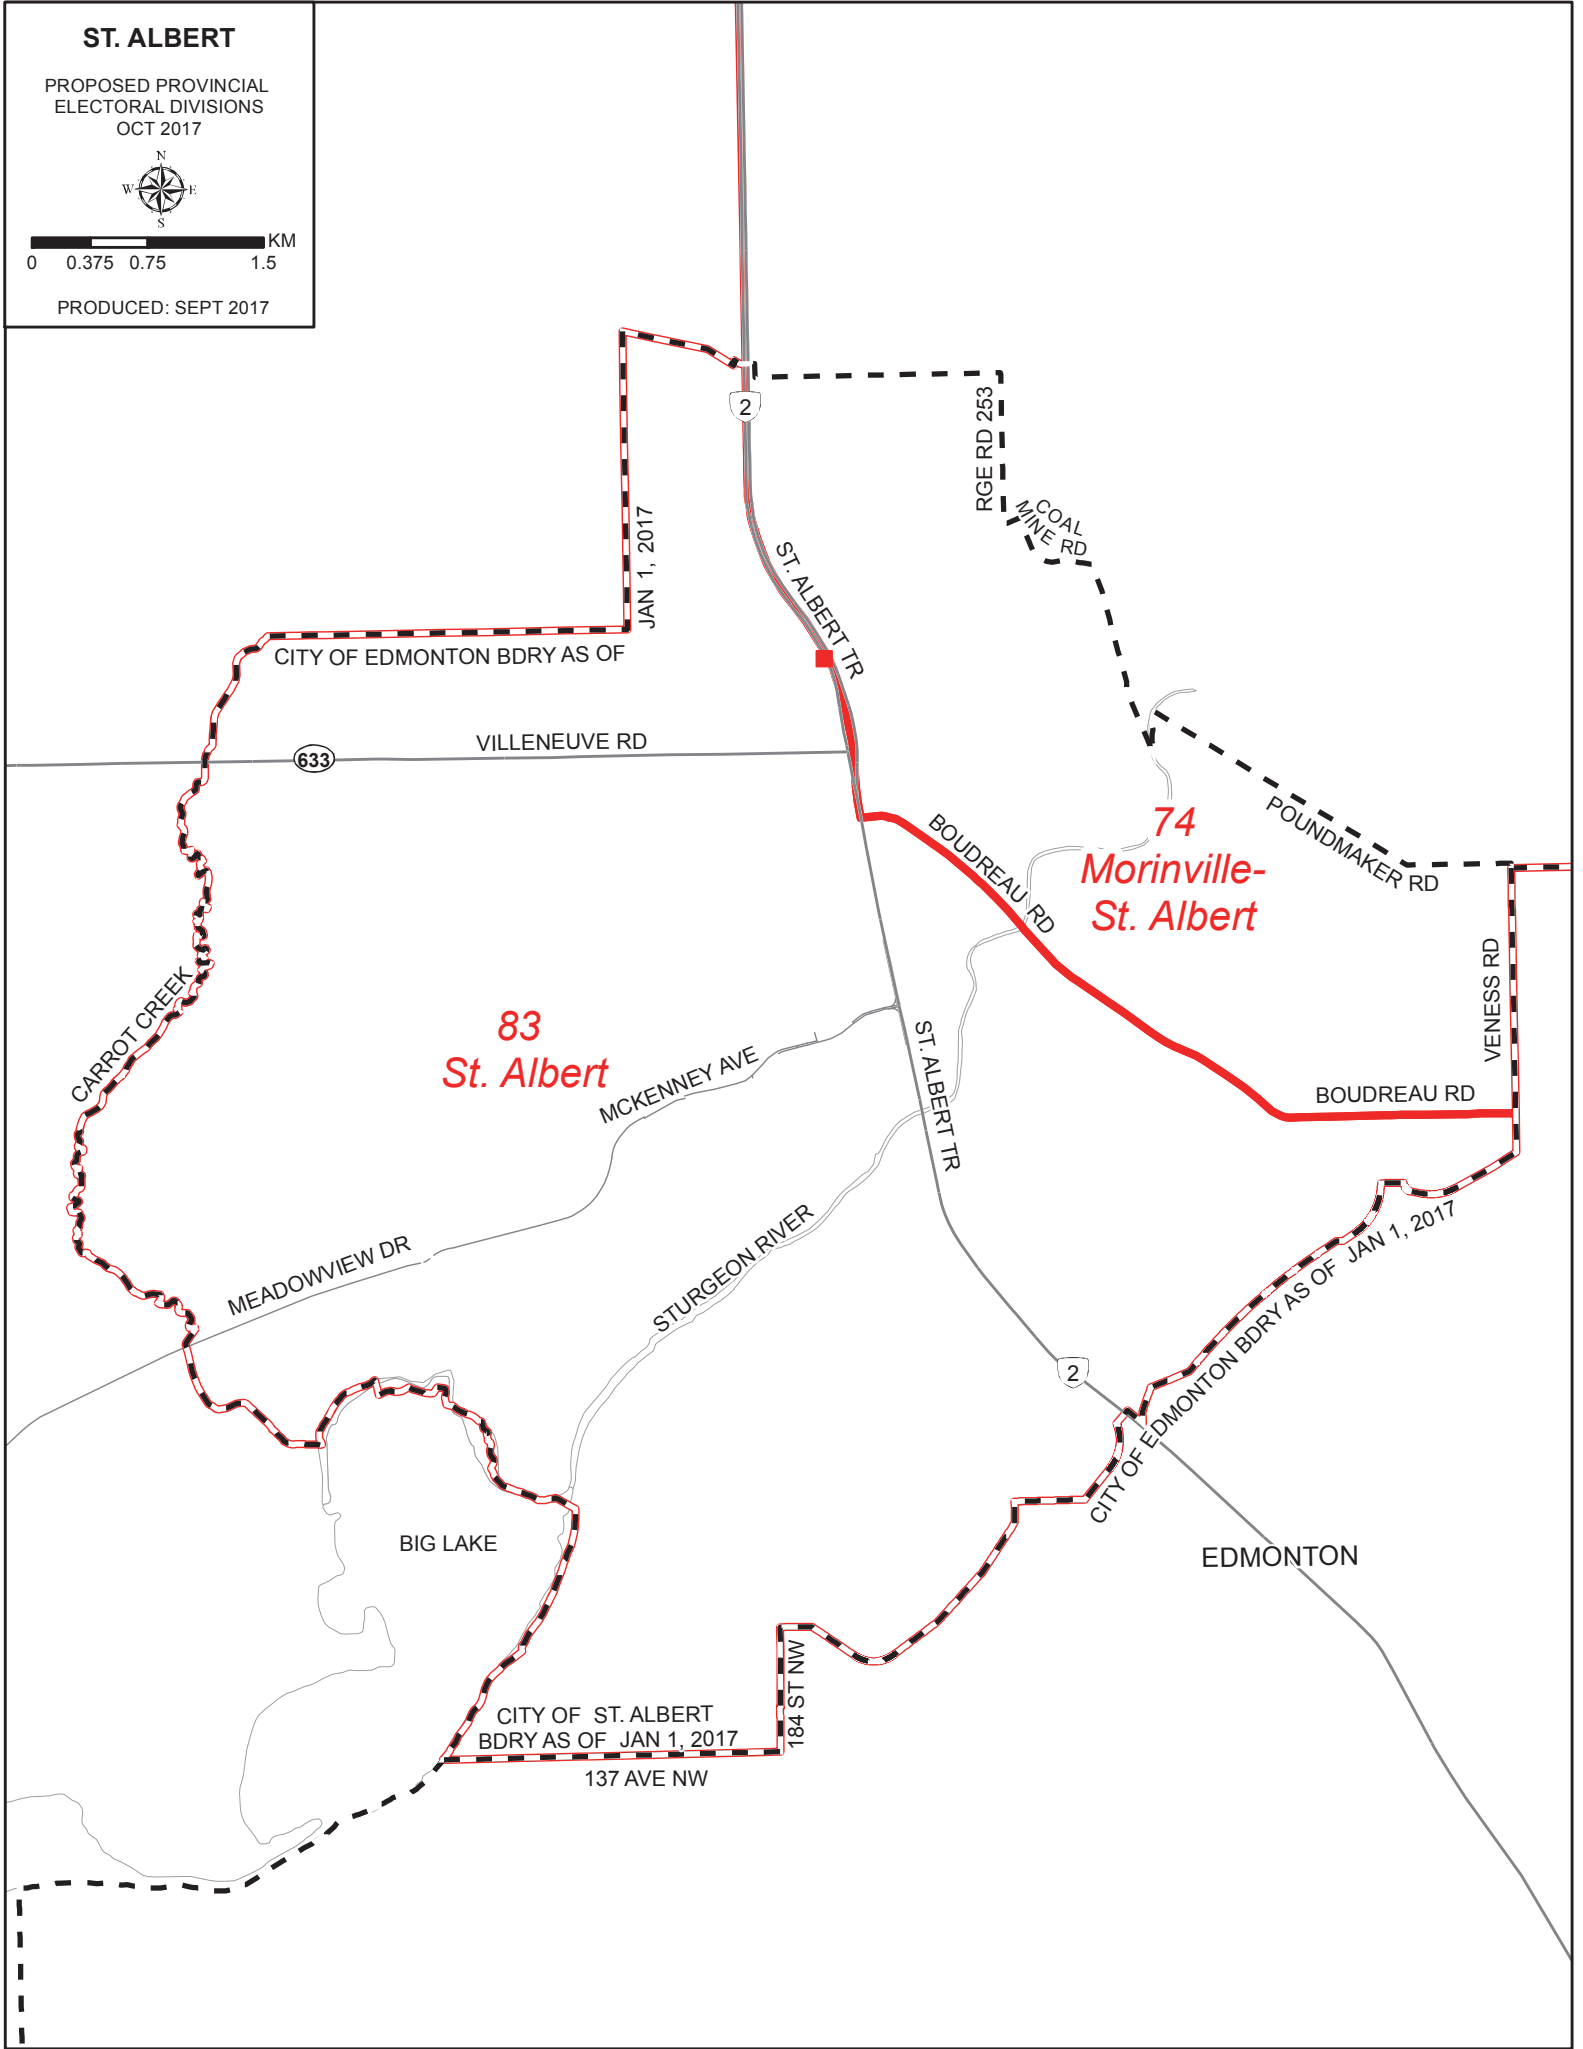 ST. ALBERT
PROPOSED PROVINCIAL
ELECTORAL DIVISIONS
OCT 2017
N
W E
S
KM
0 0.375 0.75 1.5
PRODUCED: SEPT 2017
2
RGE RD 253
COAL
MINE RD
JAN 1, 2017
ST. ALBERT TR
CITY OF EDMONTON BDRY AS OF
VILLENEUVE RD
633
BOUDREAU RD
74
Morinville-
St. Albert
POUNDMAKER RD
VENESS RD
CARROT CREEK
83
St. Albert
MCKENNEY AVE
ST. ALBERT TR
BOUDREAU RD
MEADOWVIEW DR
STURGEON RIVER
CITY OF EDMONTON BDRY AS OF JAN 1, 2017
2
BIG LAKE
EDMONTON
184 ST NW
CITY OF ST. ALBERT
BDRY AS OF JAN 1, 2017
137 AVE NW